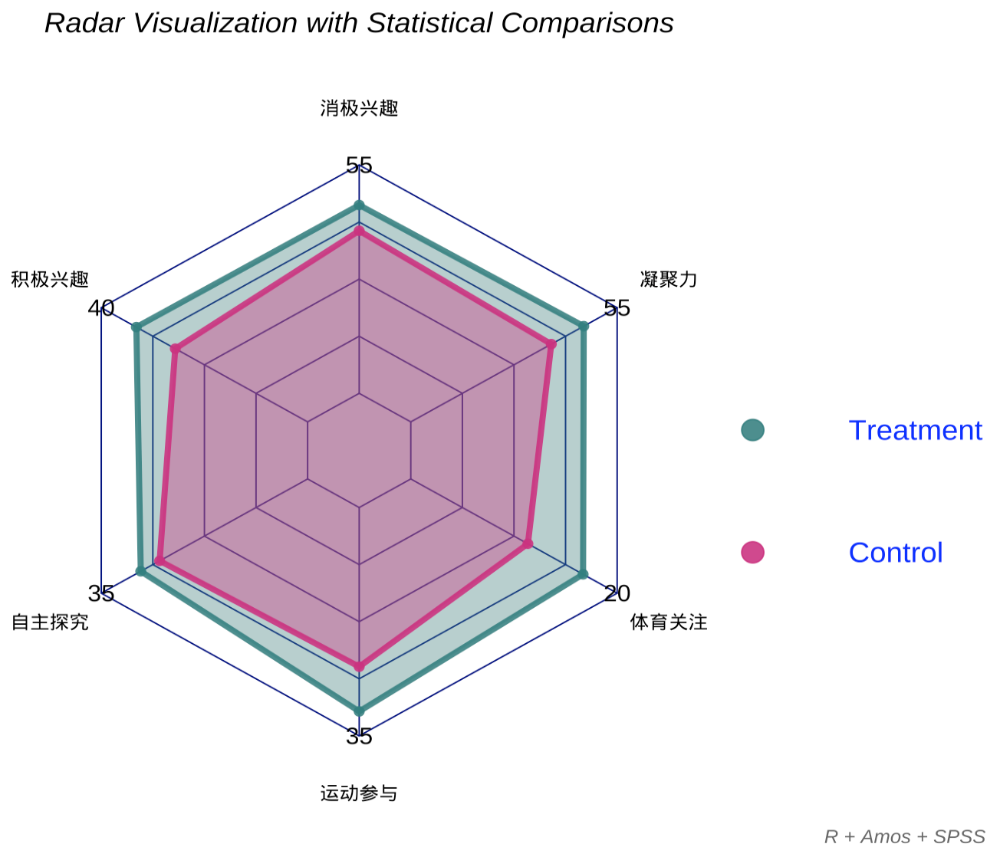 Radar Visualization with Statistical Comparisons
消极兴趣
55
积极兴趣
凝聚力
40
55
Treatment
Control
35
20
自主探究
体育关注
35
运动参与
R + Amos + SPSS